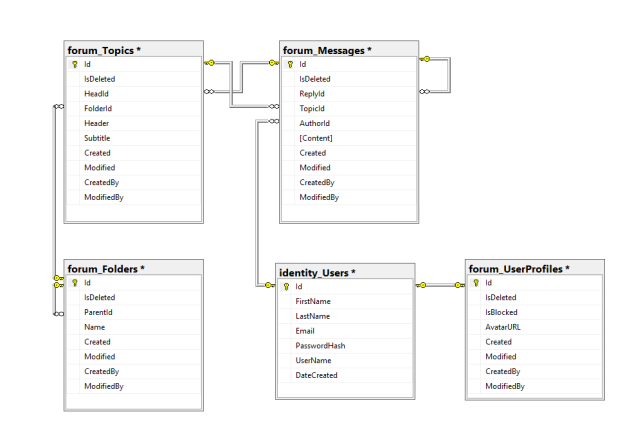 forum_Topics *
Id
IsDeleted
HeadId
FolderId
Header
Subtitle
Created
Modified
CreatedBy
ModifiedBy
forum_Messages *
Id
IsDeleted
ReplyId
TopicId
AuthorId
[Content]
Created
Modified
CreatedBy
ModifiedBy
forum_Folders *
Id
IsDeleted
ParentId
Name
Created
Modified
CreatedBy
ModifiedBy
identity_Users *
Id
FirstName
LastName
Email
PasswordHash
UserName
DateCreated
forum_UserProfiles *
Id
IsDeleted
IsBlocked
AvatarURL
Created
Modified
CreatedBy
ModifiedBy